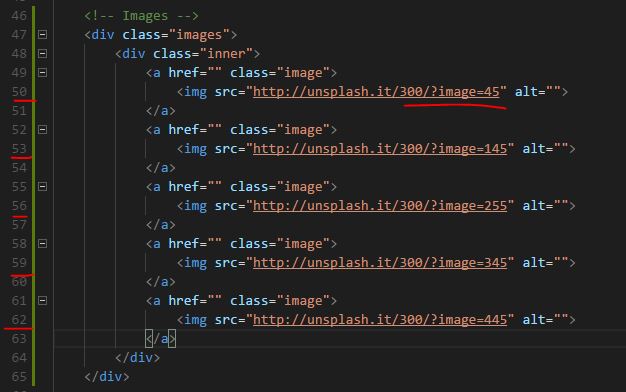 46 <!-- Images -->
47 <div class="images">
48 <div class="inner">
49 <a href="" class="image">
50 <img src="http://unsplash.it/300/?image=45" alt="">
51 </a>
52 <a href="" class="image">
53 <img src="http://unsplash.it/300/?image=145" alt="">
54 </a>
55 <a href="" class="image">
56 <img src="http://unsplash.it/300/?image=255" alt="">
57 </a>
58 <a href="" class="image">
59 <img src="http://unsplash.it/300/?image=345" alt="">
60 </a>
61 <a href="" class="image">
62 <img src="http://unsplash.it/300/?image=445" alt="">
63 </a>
64 </div>
65 </div>